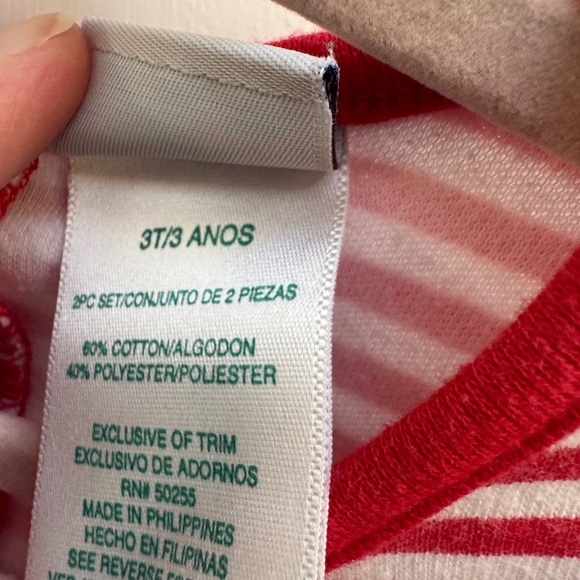 3T/3 ANOS
2PC SET/CONJUNTO DE 2 PIEZAS
60% COTTON/ALGODON
40% POLYESTER/POLIESTER
EXCLUSIVE OF TRIM
EXCLUSIVO DE ADORNOS
RN# 50255
MADE IN PHILIPPINES
HECHO EN FILIPINAS
SEE REVERSE